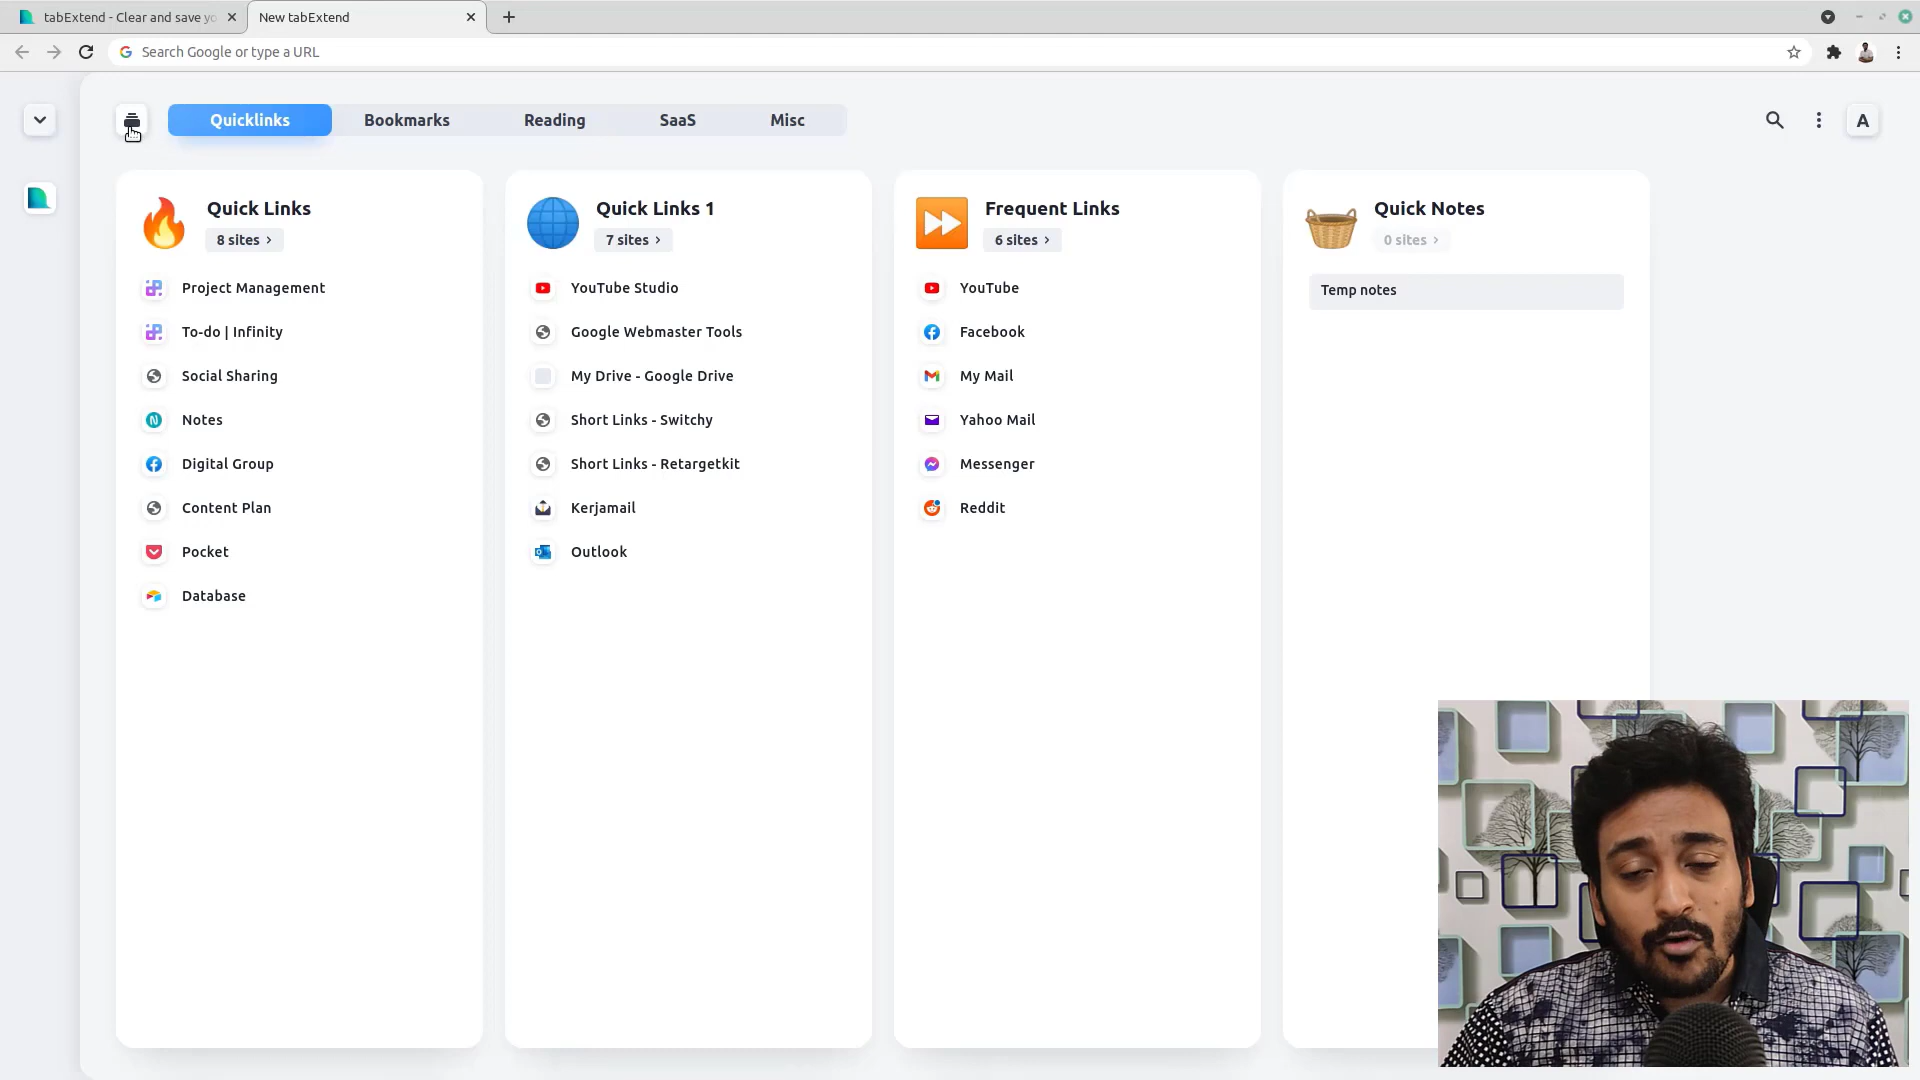 tabExtend - Clear and save yo
New tabExtend
Search Google or type a URL
Quicklinks
Bookmarks
Reading
SaaS
Misc
A
Quick Links
8 sites
Project Management
To-do | Infinity
Social Sharing
Notes
Digital Group
Content Plan
Pocket
Database
Quick Links 1
7 sites
YouTube Studio
Google Webmaster Tools
My Drive - Google Drive
Short Links - Switchy
Short Links - Retargetkit
Kerjamail
Outlook
Frequent Links
6 sites
YouTube
Facebook
My Mail
Yahoo Mail
Messenger
Reddit
Quick Notes
0 sites
Temp notes